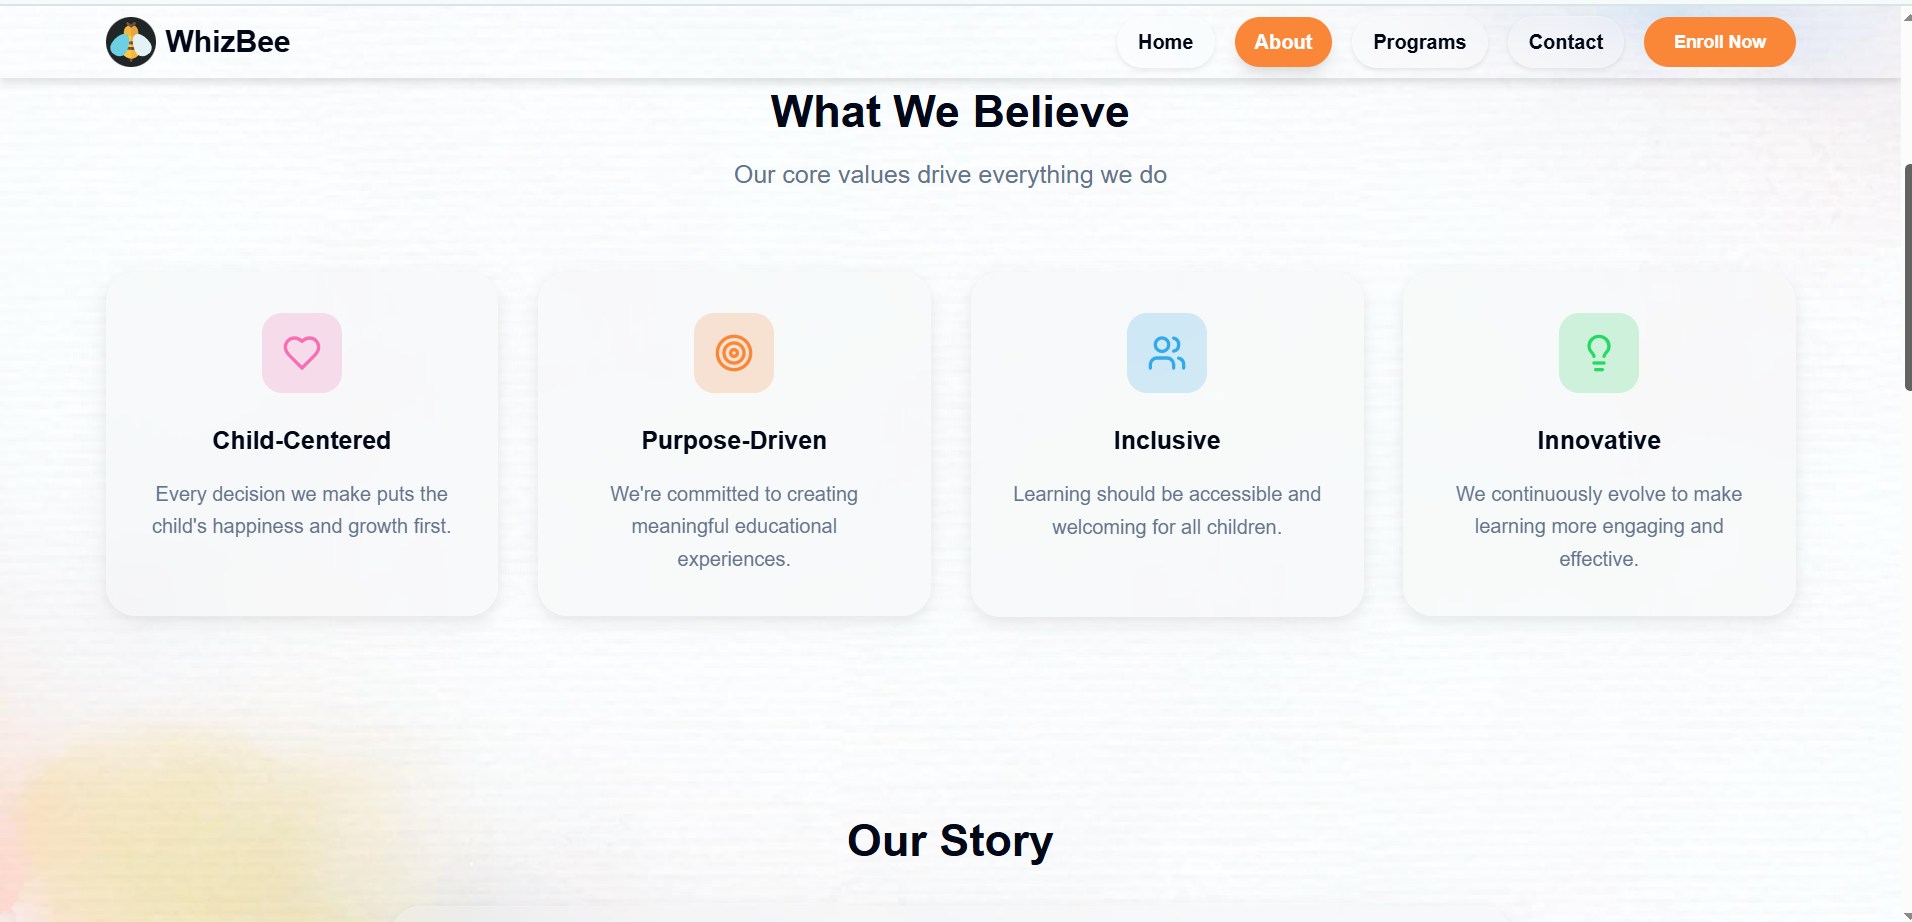 WhizBee
Home
About
Programs
Contact
Enroll Now
What We Believe
Our core values drive everything we do
Child-Centered
Every decision we make puts the
child's happiness and growth first.
Purpose-Driven
We're committed to creating
meaningful educational
experiences.
Inclusive
Learning should be accessible and
welcoming for all children.
Innovative
We continuously evolve to make
learning more engaging and
effective.
Our Story